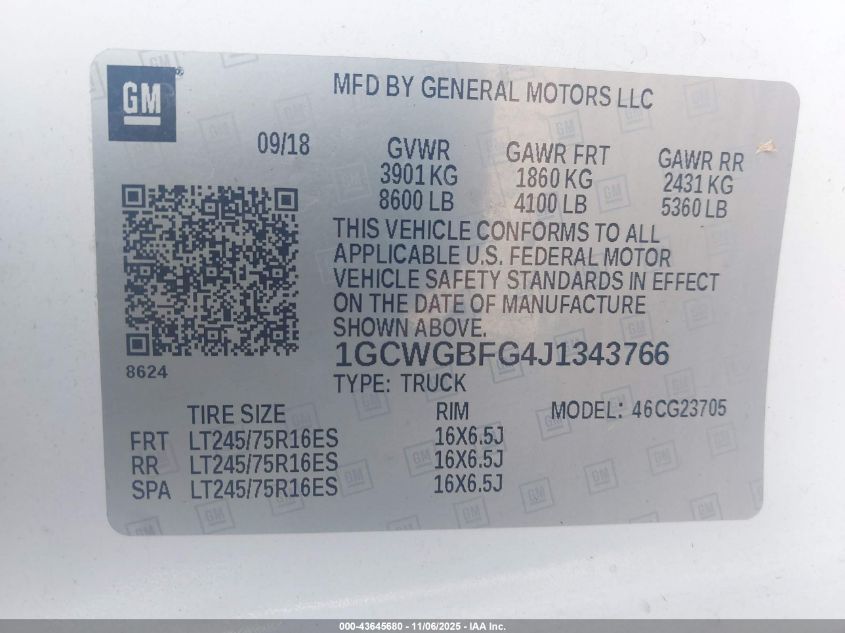 GM®
MFD BY GENERAL MOTORS LLC
09/18
GVWR GAWR FRT GAWR RR
3901 KG 1860 KG 2431 KG
8600 LB 4100 LB 5360 LB
THIS VEHICLE CONFORMS TO ALL
APPLICABLE U.S. FEDERAL MOTOR
VEHICLE SAFETY STANDARDS IN EFFECT
ON THE DATE OF MANUFACTURE
SHOWN ABOVE.
1GCWGBFG4J1343766
8624
TYPE: TRUCK
TIRE SIZE RIM MODEL: 46CG23705
FRT LT245/75R16ES 16X6.5J
RR LT245/75R16ES 16X6.5J
SPA LT245/75R16ES 16X6.5J
000-43645680 - 11/06/2025 - IAA Inc.